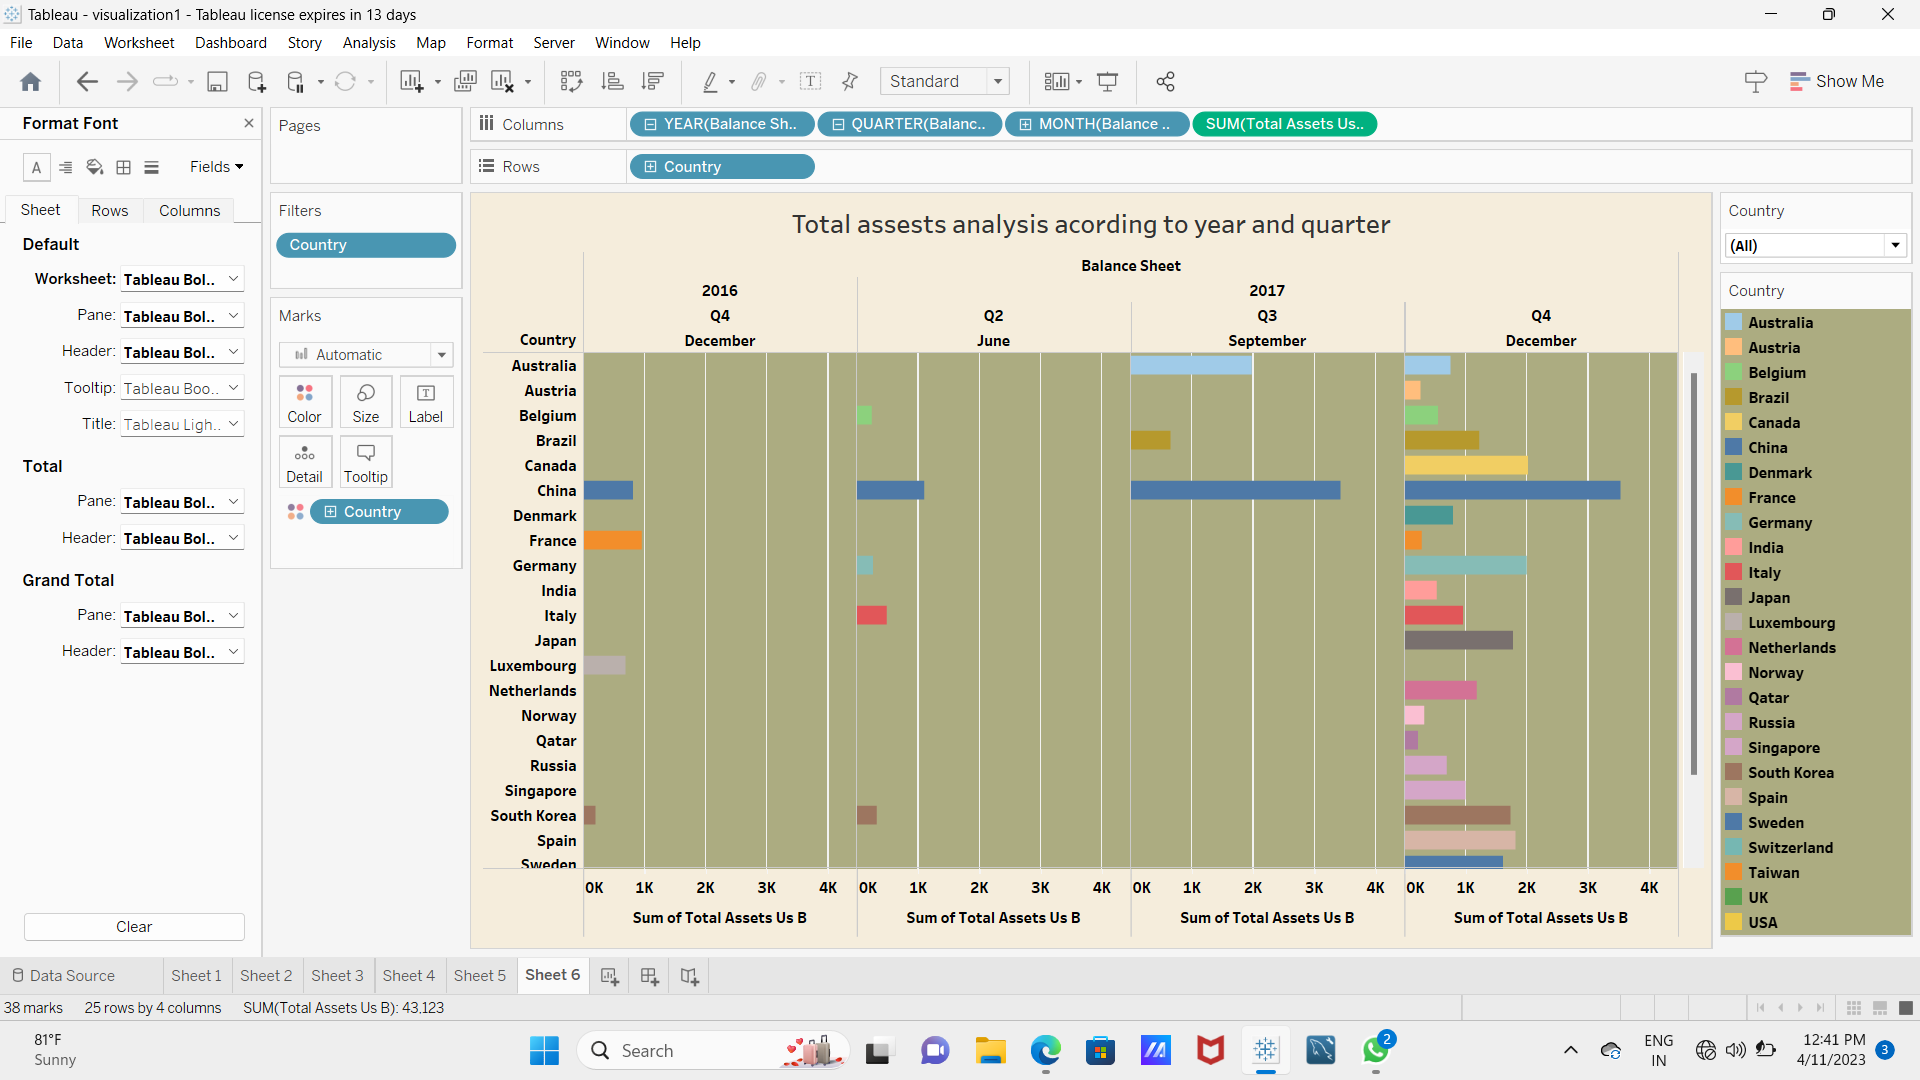 Tableau - visualization1 - Tableau license expires in 13 days
File Data Worksheet Dashboard Story Analysis Map Format Server Window Help
Standard
Show Me
Format Font
Fields
Sheet Rows Columns
Default
Worksheet: Tableau Bol..
Pane: Tableau Bol..
Header: Tableau Bol..
Tooltip: Tableau Boo..
Title: Tableau Ligh..
Total
Pane: Tableau Bol..
Header: Tableau Bol..
Grand Total
Pane: Tableau Bol..
Header: Tableau Bol..
Clear
Pages
Filters
Country
Marks
Automatic
Color Size Label
Detail Tooltip
Country
Columns YEAR(Balance Sh.. QUARTER(Balanc.. MONTH(Balance .. SUM(Total Assets Us..
Rows Country
Total assests analysis acording to year and quarter
Balance Sheet
2016 2017
Q4 Q2 Q3 Q4
Country December June September December
Australia
Austria
Belgium
Brazil
Canada
China
Denmark
France
Germany
India
Italy
Japan
Luxembourg
Netherlands
Norway
Qatar
Russia
Singapore
South Korea
Spain
Sweden
0K 1K 2K 3K 4K 0K 1K 2K 3K 4K 0K 1K 2K 3K 4K 0K 1K 2K 3K 4K
Sum of Total Assets Us B Sum of Total Assets Us B Sum of Total Assets Us B Sum of Total Assets Us B
Country
(All)
Country
Australia
Austria
Belgium
Brazil
Canada
China
Denmark
France
Germany
India
Italy
Japan
Luxembourg
Netherlands
Norway
Qatar
Russia
Singapore
South Korea
Spain
Sweden
Switzerland
Taiwan
UK
USA
Data Source Sheet 1 Sheet 2 Sheet 3 Sheet 4 Sheet 5 Sheet 6
38 marks 25 rows by 4 columns SUM(Total Assets Us B): 43,123
81°F
Sunny
Search
2
ENG
IN
12:41 PM
4/11/2023
3